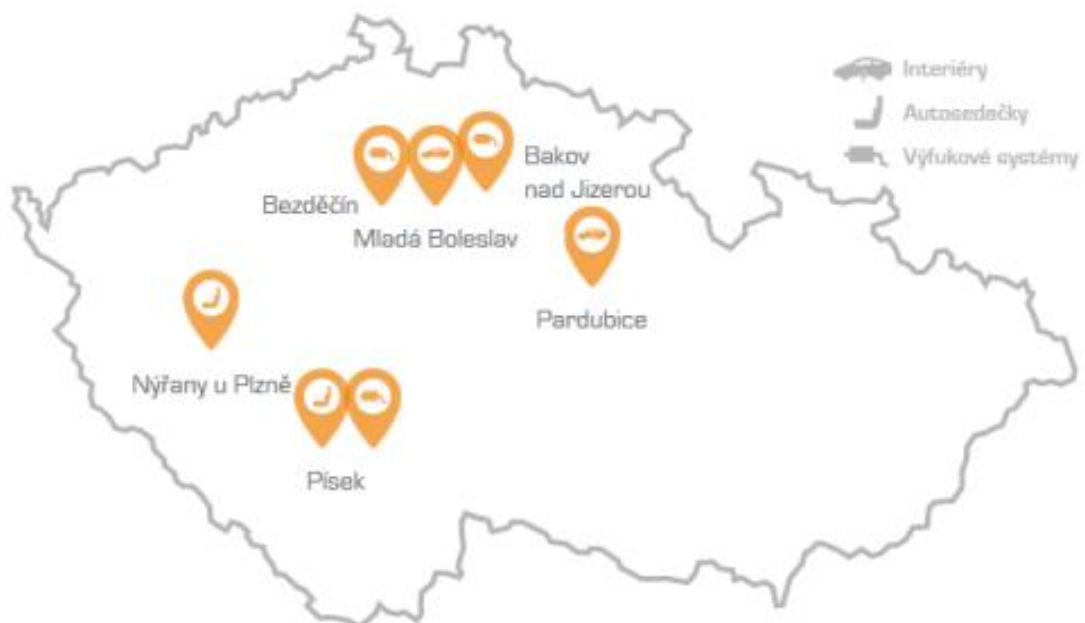 Interiéry
Autosedačky
Výfukové systémy
Bakov
nad Jizerou
Bezděčín
Mladá Boleslav
Pardubice
Nýřany u Plzně
Písek